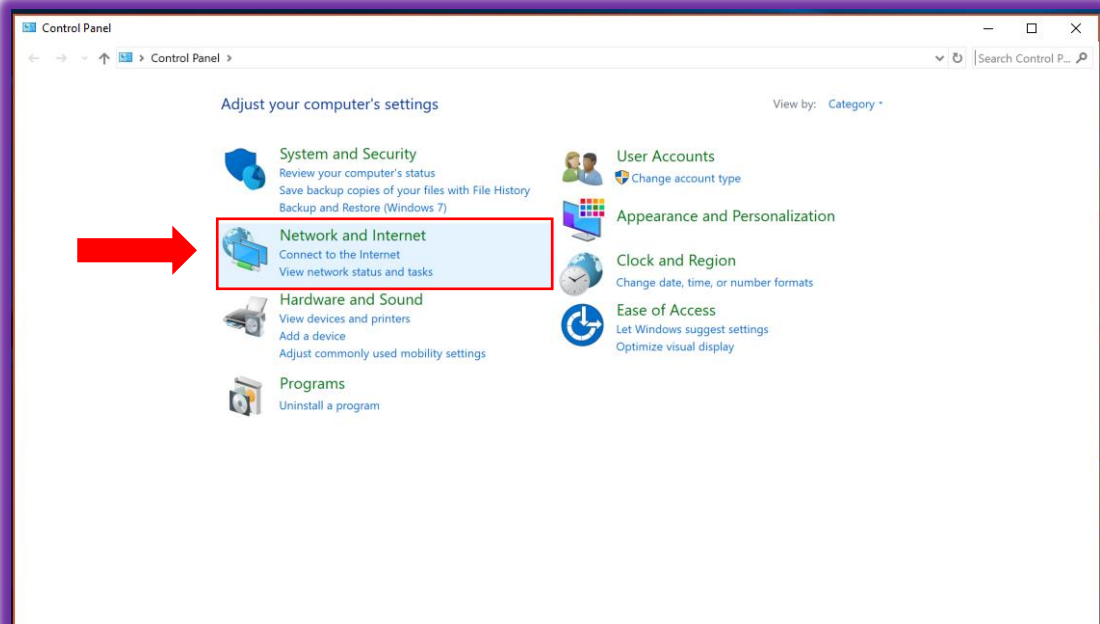 Control Panel
Control Panel
Search Control P...
Adjust your computer's settings
View by: Category
System and Security
Review your computer's status
Save backup copies of your files with File History
Backup and Restore (Windows 7)
Network and Internet
Connect to the Internet
View network status and tasks
Hardware and Sound
View devices and printers
Add a device
Adjust commonly used mobility settings
Programs
Uninstall a program
User Accounts
Change account type
Appearance and Personalization
Clock and Region
Change date, time, or number formats
Ease of Access
Let Windows suggest settings
Optimize visual display